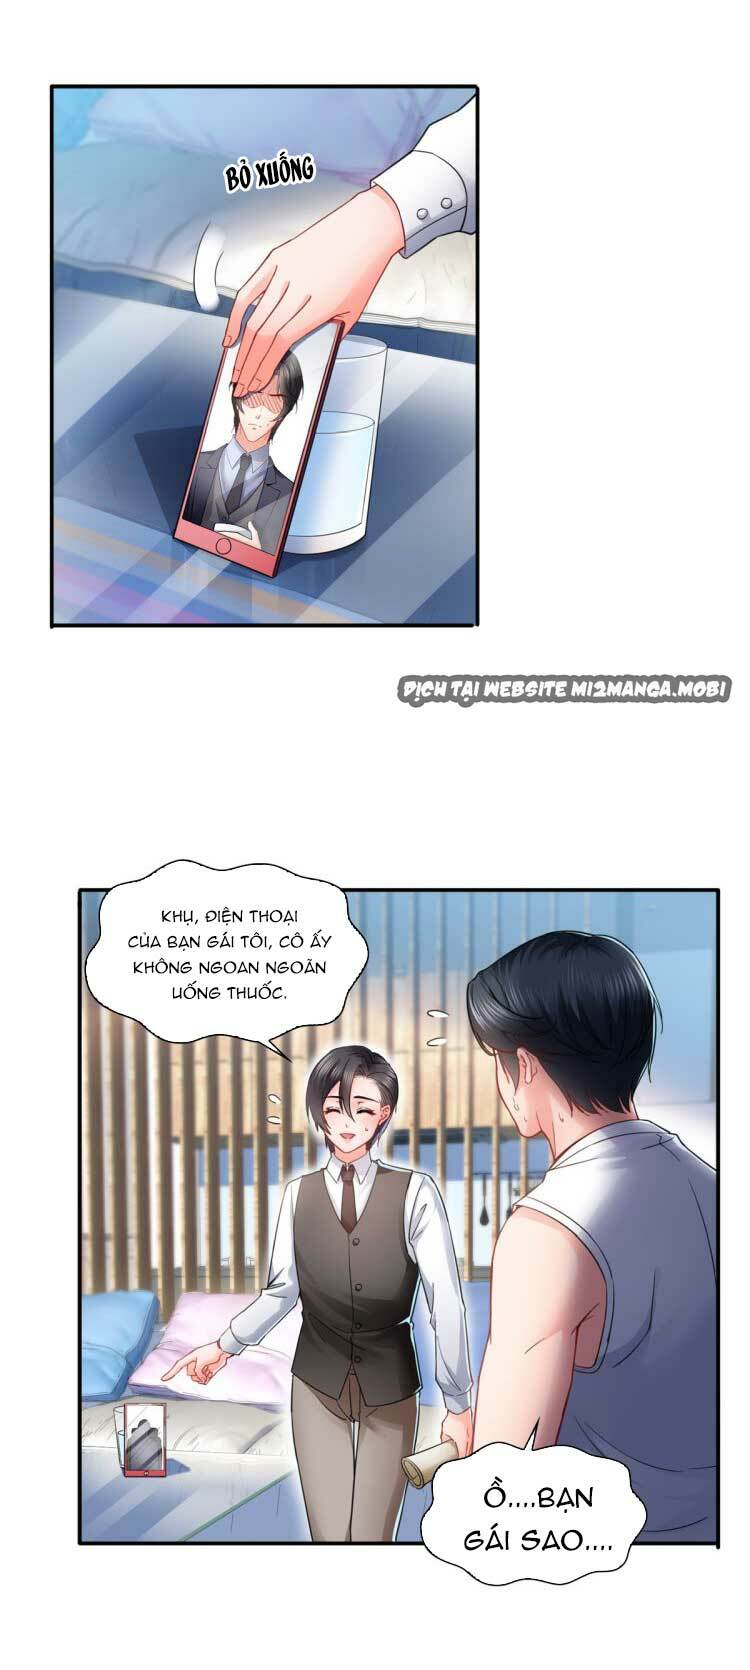 BỎ XUỐNG
DỊCH TẠI WEBSITE MI2MANGA.MOBI
KHỤ, ĐIỆN THOẠI
CỦA BẠN GÁI TÔI, CÔ ẤY
KHÔNG NGOAN NGOÃN
UỐNG THUỐC.
Ồ....BẠN
GÁI SAO....